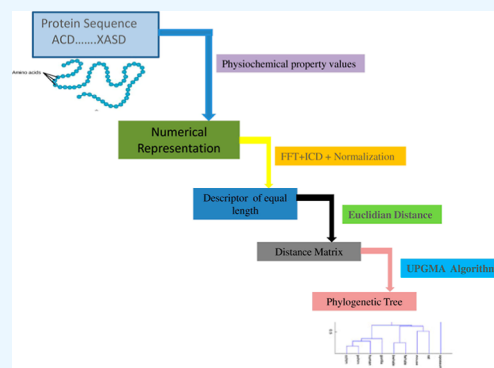 Protein Sequence
ACD.......XASD
Amino acids
Physiochemical property values
Numerical
Representation
FFT+ICD + Normalization
Descriptor of equal
length
Euclidian Distance
Distance Matrix
UPGMA Algorithm
Phylogenetic Tree